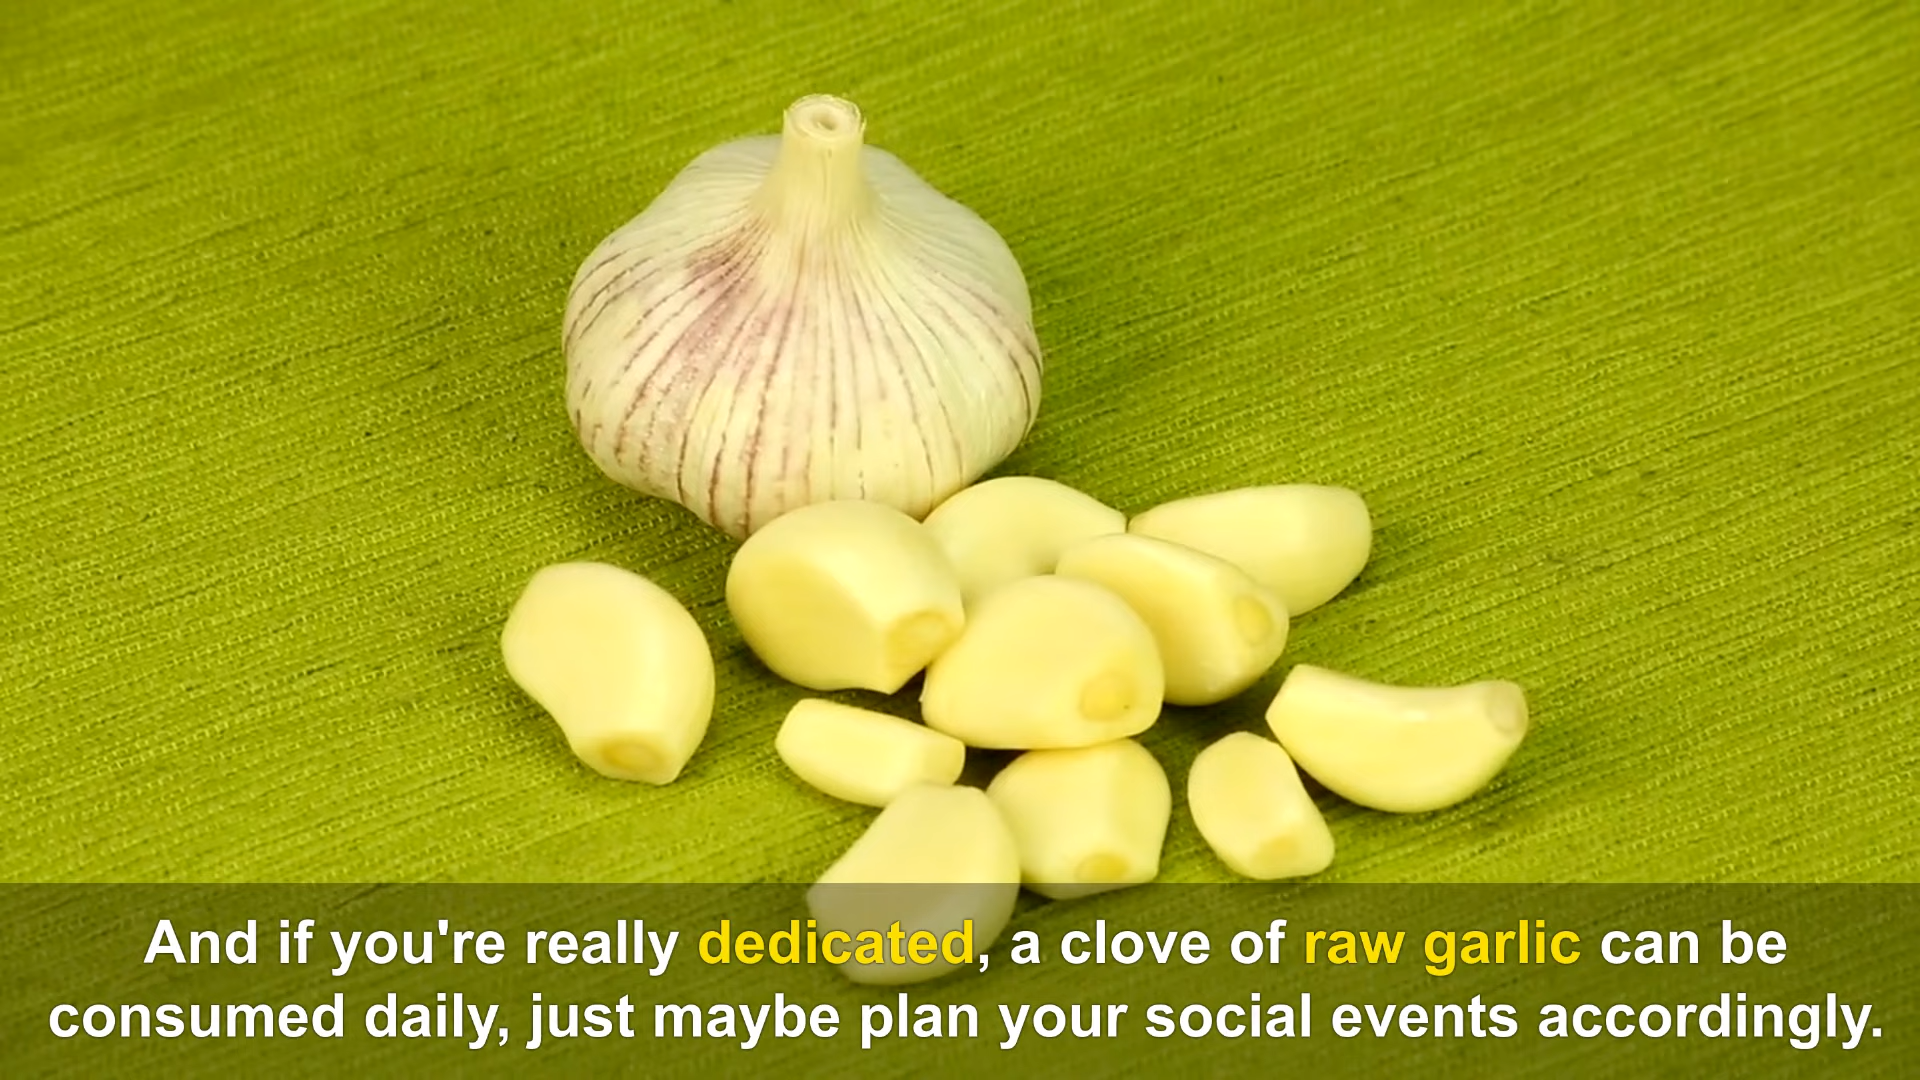 And if you're really dedicated, a clove of raw garlic can be
consumed daily, just maybe plan your social events accordingly.